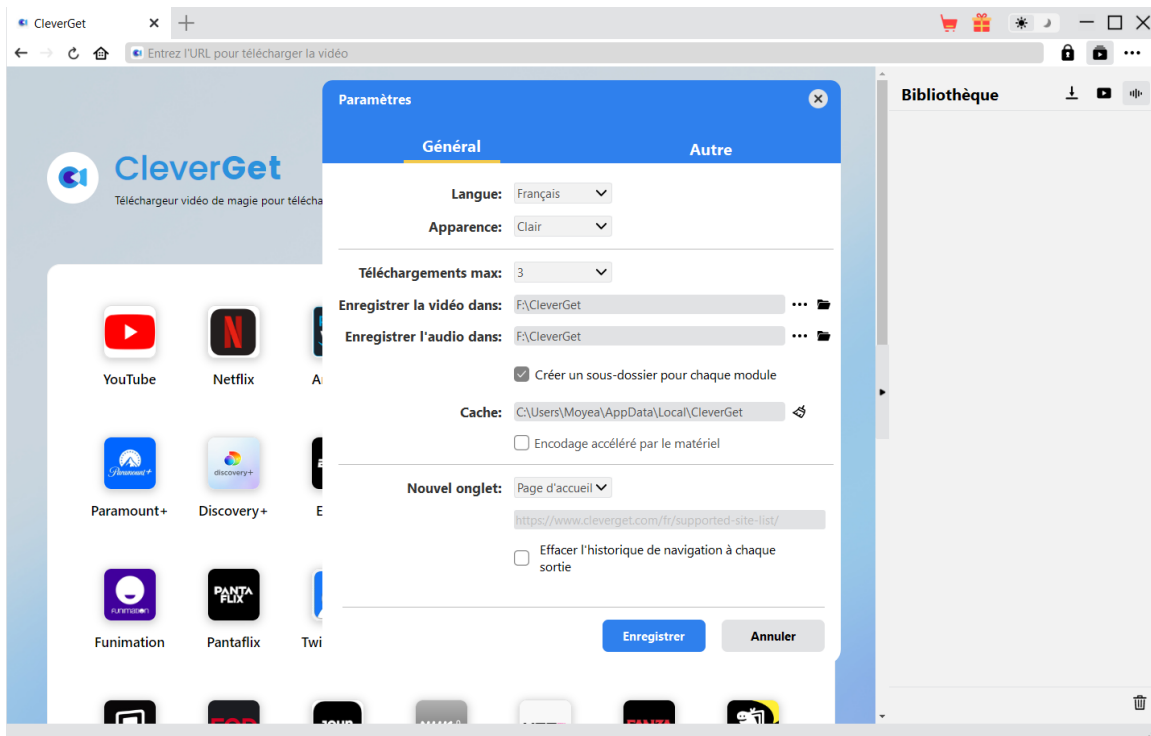 CleverGet
Entrez l'URL pour télécharger la vidéo
Bibliothèque
CleverGet
Téléchargeur vidéo de magie pour télécha
Paramètres
Général
Autre
Langue: Français
Apparence: Clair
Téléchargements max: 3
Enregistrer la vidéo dans: F:\CleverGet
Enregistrer l'audio dans: F:\CleverGet
Créer un sous-dossier pour chaque module
Cache: C:\Users\Moyea\AppData\Local\CleverGet
Encodage accéléré par le matériel
Nouvel onglet: Page d'accueil
https://www.cleverget.com/fr/supported-site-list/
Effacer l'historique de navigation à chaque
sortie
Enregistrer
Annuler
YouTube
Netflix
Paramount+
discovery+
Paramount+
Discovery+
FUNIMATION
PANTA
FLIX
Funimation
Pantaflix
Twi